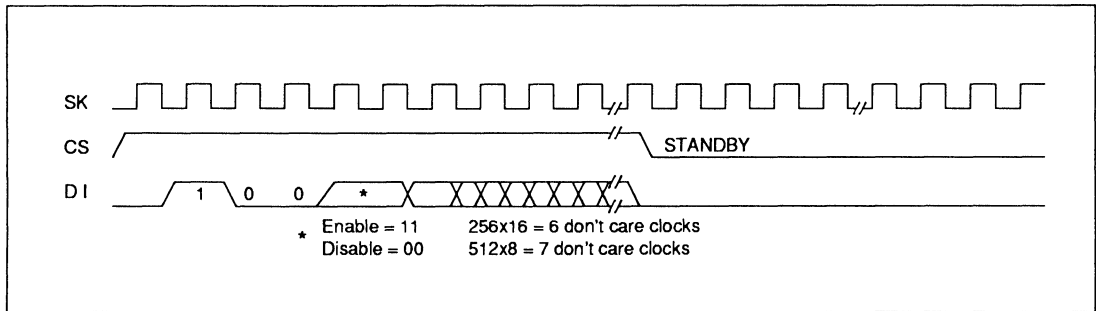 SK
CS
STANDBY
DI
1 0 0 *
* Enable = 11 256x16 = 6 don't care clocks
Disable = 00 512x8 = 7 don't care clocks